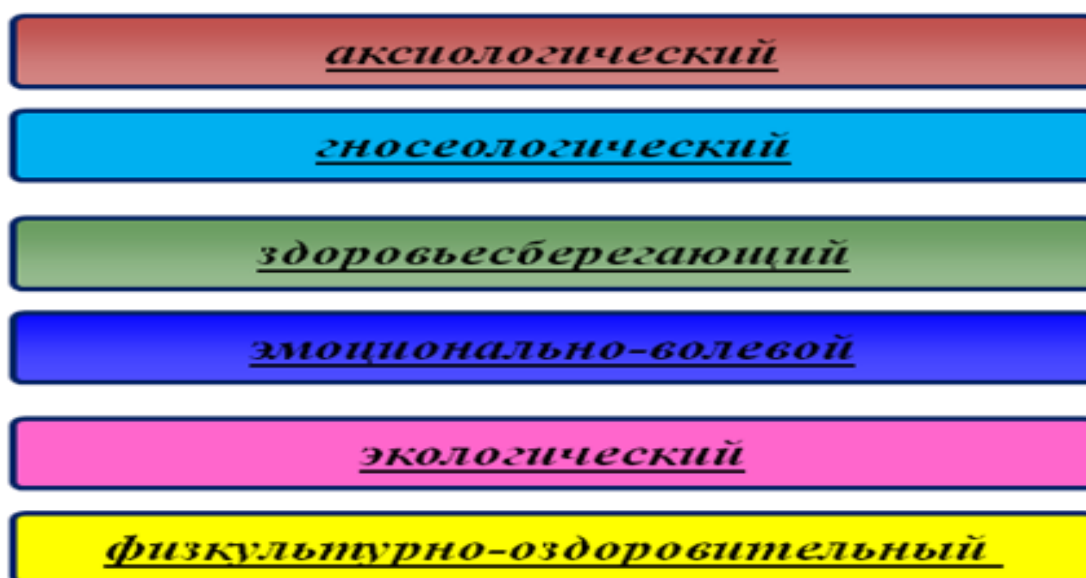 аксиологический
гносеологический
здоровьесберегающий
эмоционально-волевой
экологический
физкультурно-оздоровительный